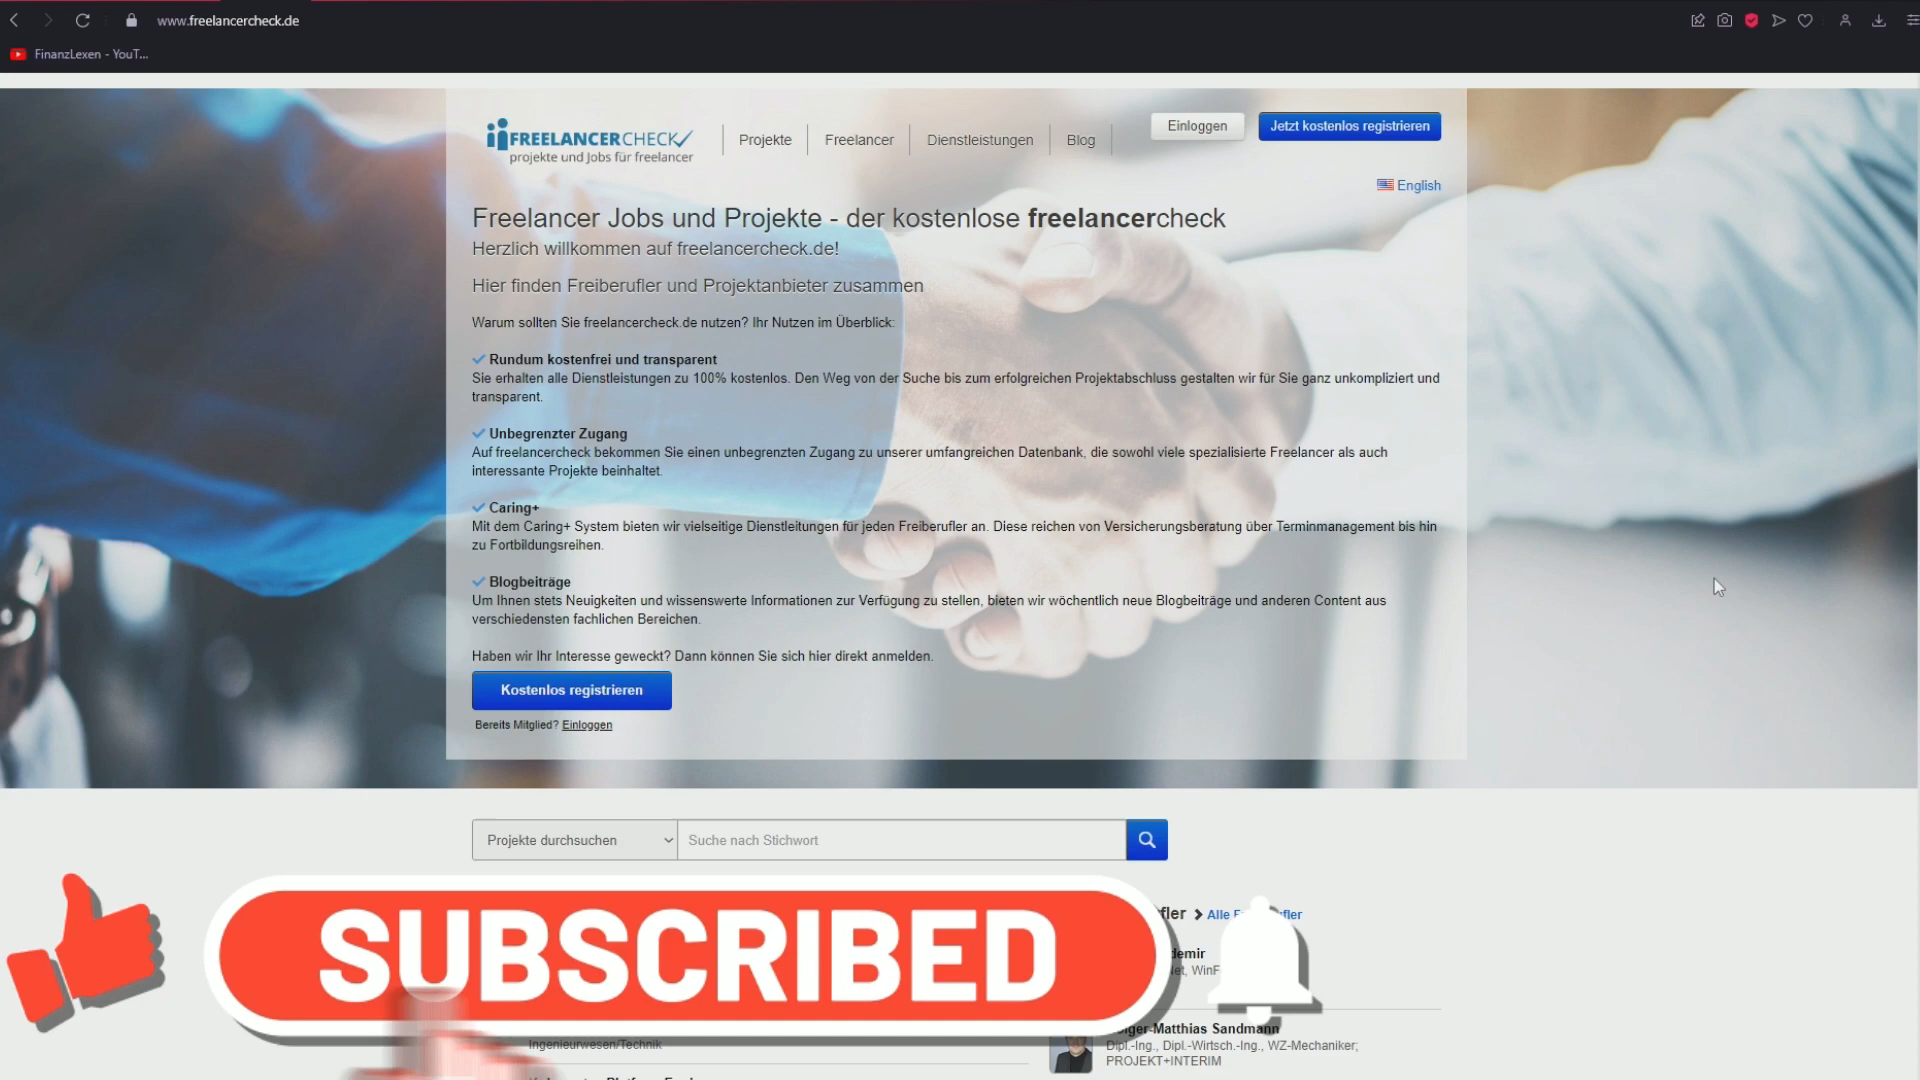 www.freelancercheck.de
FinanzLexen - YouT...
FREELANCERCHECK
projekte und Jobs für freelancer
Projekte
Freelancer
Dienstleistungen
Blog
Einloggen
Jetzt kostenlos registrieren
English
Freelancer Jobs und Projekte - der kostenlose freelancercheck
Herzlich willkommen auf freelancercheck.de!
Hier finden Freiberufler und Projektanbieter zusammen
Warum sollten Sie freelancercheck.de nutzen? Ihr Nutzen im Überblick:
Rundum kostenfrei und transparent
Sie erhalten alle Dienstleistungen zu 100% kostenlos. Den Weg von der Suche bis zum erfolgreichen Projektabschluss gestalten wir für Sie ganz unkompliziert und
transparent.
Unbegrenzter Zugang
Auf freelancercheck bekommen Sie einen unbegrenzten Zugang zu unserer umfangreichen Datenbank, die sowohl viele spezialisierte Freelancer als auch
interessante Projekte beinhaltet.
Caring+
Mit dem Caring+ System bieten wir vielseitige Dienstleitungen für jeden Freiberufler an. Diese reichen von Versicherungsberatung über Terminmanagement bis hin
zu Fortbildungsreihen.
Blogbeiträge
Um Ihnen stets Neuigkeiten und wissenswerte Informationen zur Verfügung zu stellen, bieten wir wöchentlich neue Blogbeiträge und anderen Content aus
verschiedensten fachlichen Bereichen.
Haben wir Ihr Interesse geweckt? Dann können Sie sich hier direkt anmelden.
Kostenlos registrieren
Bereits Mitglied? Einloggen
Projekte durchsuchen
Suche nach Stichwort
Alle
SUBSCRIBED
Ingenieurwesen/Technik
-Matthias Sandmann
Dipl.-Ing., Dipl.-Wirtsch.-Ing., WZ-Mechaniker;
PROJEKT+INTERIM